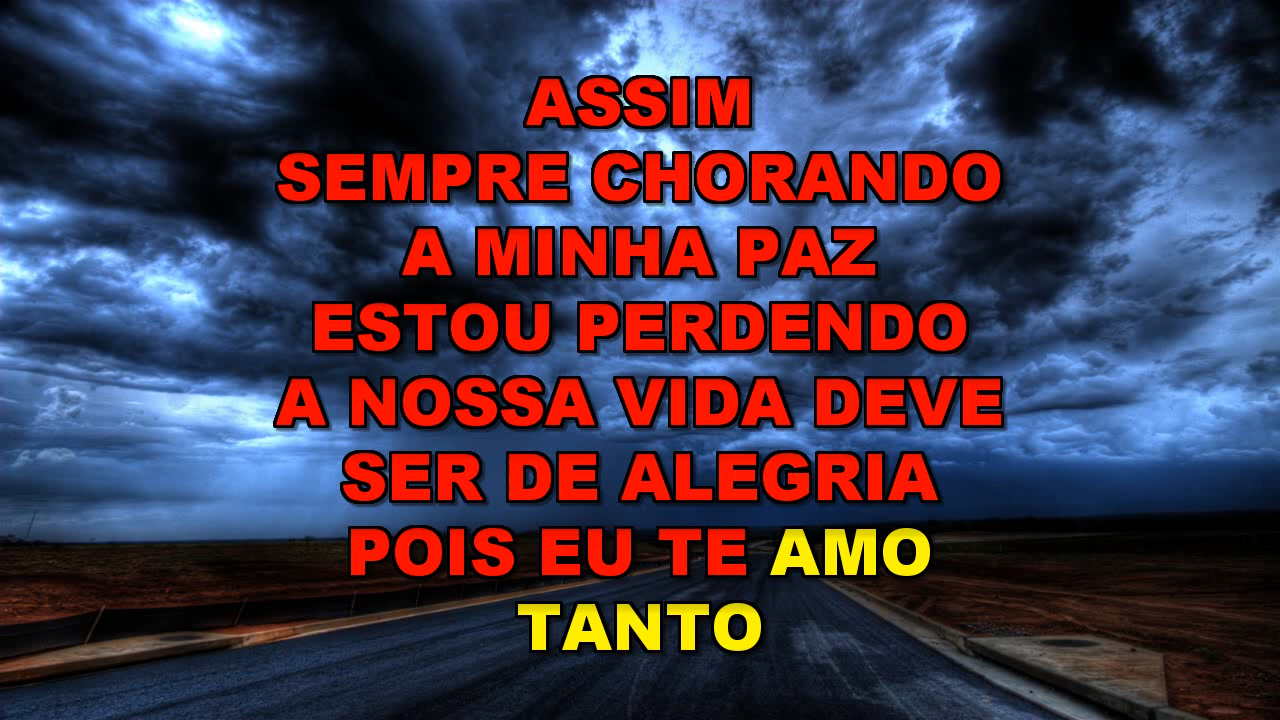 ASSIM
SEMPRE CHORANDO
A MINHA PAZ
ESTOU PERDENDO
A NOSSA VIDA DEVE
SER DE ALEGRIA
POIS EU TE AMO
TANTO